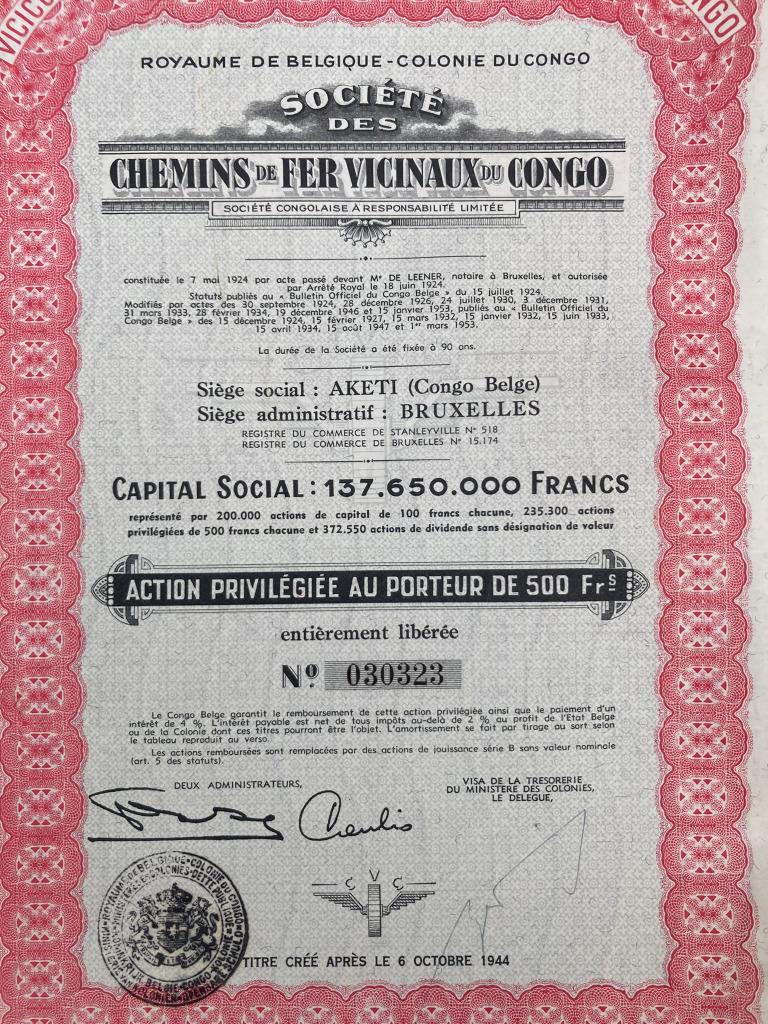 VICICO
CONGO
ROYAUME DE BELGIQUE - COLONIE DU CONGO
SOCIÉTÉ
DES
CHEMINS DE FER VICINAUX DU CONGO
SOCIÉTÉ CONGOLAISE À RESPONSABILITÉ LIMITÉE
constituée le 7 mai 1924 par acte passé devant Me DE LEENER, notaire à Bruxelles, et autorisée
par Arrêté Royal le 18 juin 1924.
Statuts publiés au « Bulletin Officiel du Congo Belge » du 15 juillet 1924.
Modifiés par actes des 30 septembre 1924, 28 décembre 1926, 24 juillet 1930, 3 décembre 1931,
31 mars 1933, 28 février 1934, 19 décembre 1946 et 15 janvier 1953, publiés au « Bulletin Officiel du
Congo Belge » des 15 décembre 1924, 15 février 1927, 15 mars 1932, 15 janvier 1932, 15 juin 1933,
15 avril 1934, 15 août 1947 et 1er mars 1953.
La durée de la Société a été fixée à 90 ans.
Siège social : AKETI (Congo Belge)
Siège administratif : BRUXELLES
REGISTRE DU COMMERCE DE STANLEYVILLE N° 518
REGISTRE DU COMMERCE DE BRUXELLES N° 15.174
CAPITAL SOCIAL : 137.650.000 FRANCS
représenté par 200.000 actions de capital de 100 francs chacune, 235.300 actions
privilégiées de 500 francs chacune et 372.550 actions de dividende sans désignation de valeur
ACTION PRIVILÉGIÉE AU PORTEUR DE 500 Frs
entièrement libérée
No. 030323
Le Congo Belge garantit le remboursement de cette action privilégiée ainsi que le paiement d'un
intérêt de 4 %. L'intérêt payable est net de tous impôts au-delà de 2 % au profit de l'Etat Belge
ou de la Colonie dont ces titres pourront être l'objet. L'amortissement se fait par tirage au sort selon
le tableau reproduit au verso.
Les actions remboursées sont remplacées par des actions de jouissance série B sans valeur nominale
(art. 5 des statuts).
DEUX ADMINISTRATEURS,
VISA DE LA TRESORERIE
DU MINISTERE DES COLONIES,
LE DELEGUE,
C V C
ROYAUME DE BELGIQUE • COLONIE DU CONGO
TITRE CRÉÉ APRÈS LE 6 OCTOBRE 1944